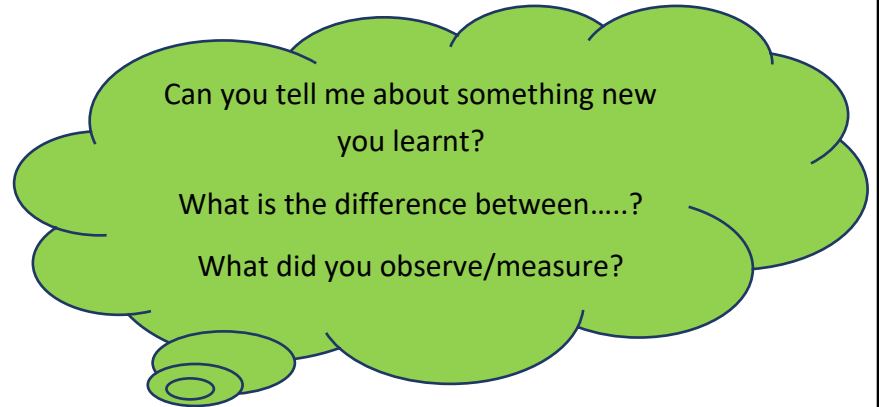 Can you tell me about something new
you learnt?
What is the difference between…..?
What did you observe/measure?